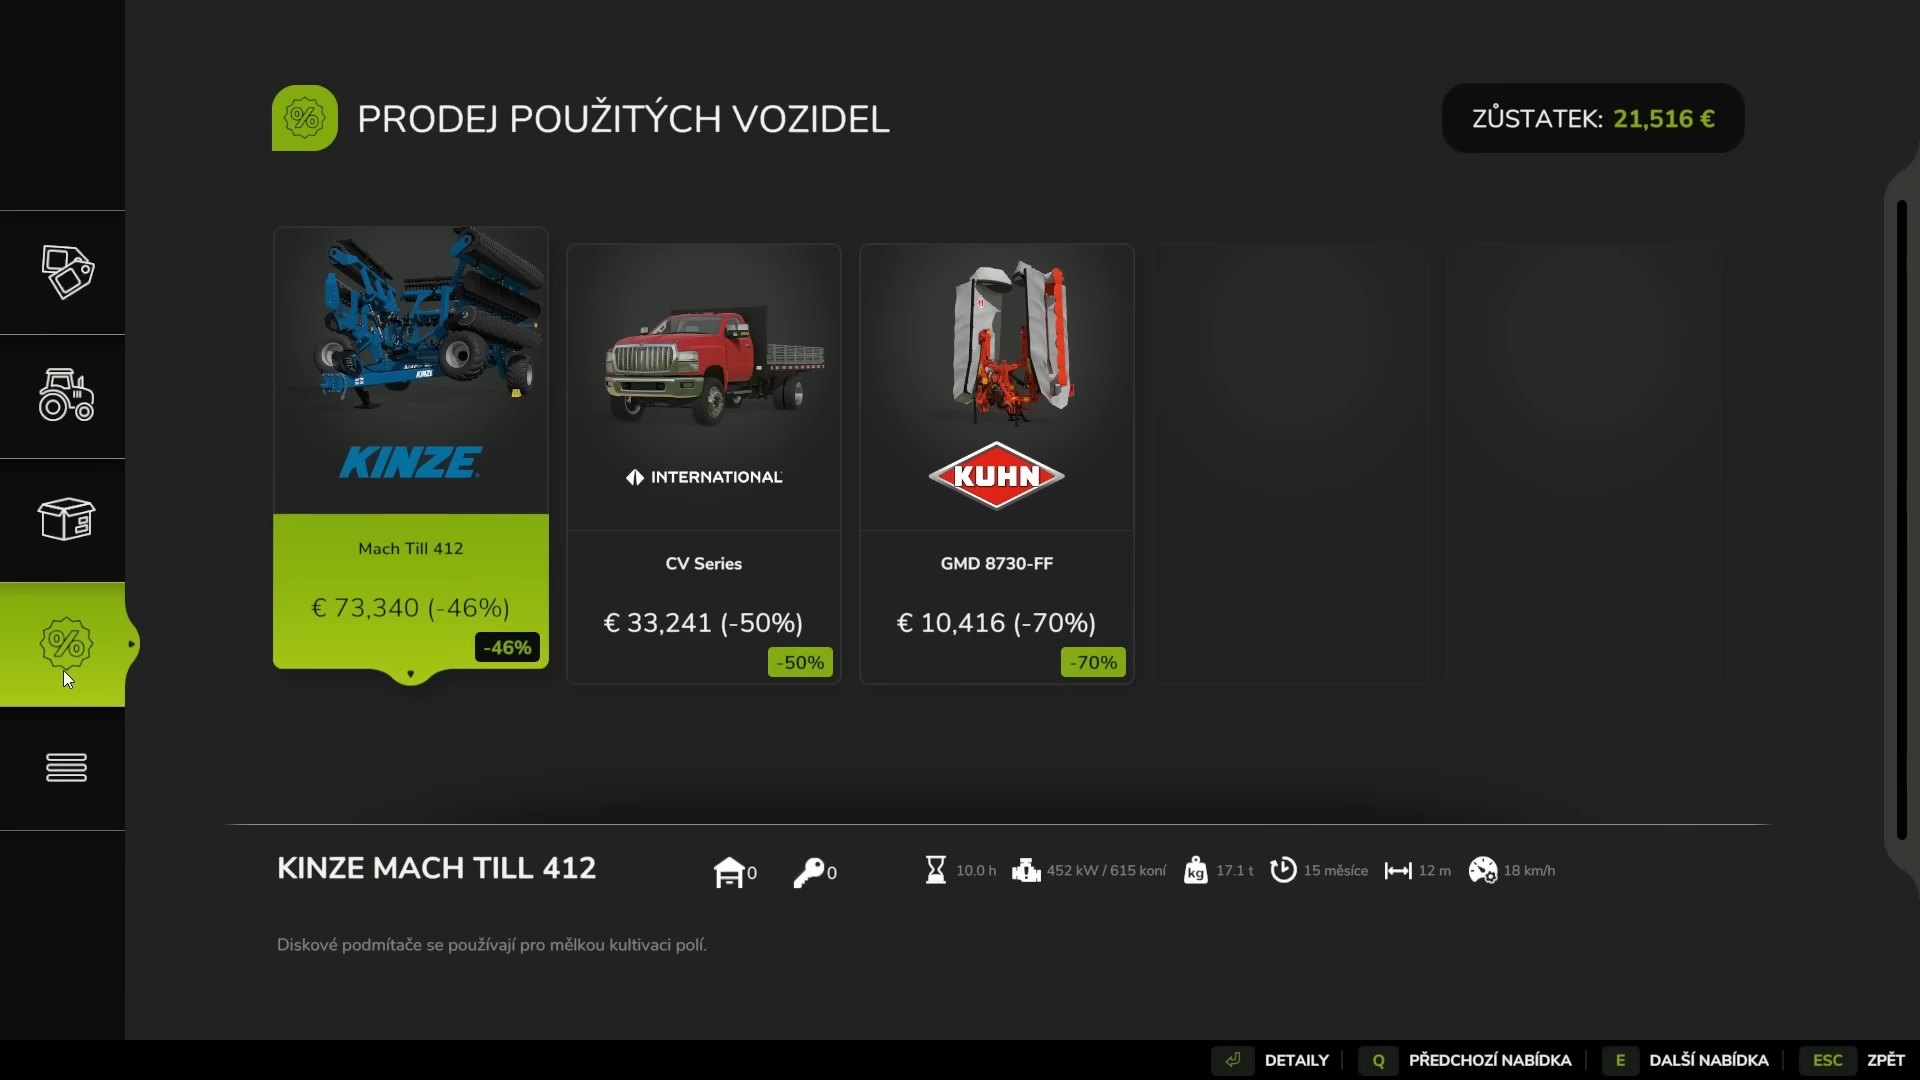 PRODEJ POUŽITÝCH VOZIDEL
ZŮSTATEK: 21,516 €
KINZE
KINZE
Mach Till 412
€ 73,340 (-46%)
-46%
INTERNATIONAL
CV Series
€ 33,241 (-50%)
-50%
KUHN
GMD 8730-FF
€ 10,416 (-70%)
-70%
KINZE MACH TILL 412
0
0
10.0 h
452 kW / 615 koní
kg
17.1 t
15 měsíce
12 m
18 km/h
Diskové podmítače se používají pro mělkou kultivaci polí.
DETAILY
Q PŘEDCHOZÍ NABÍDKA
E DALŠÍ NABÍDKA
ESC ZPĚT